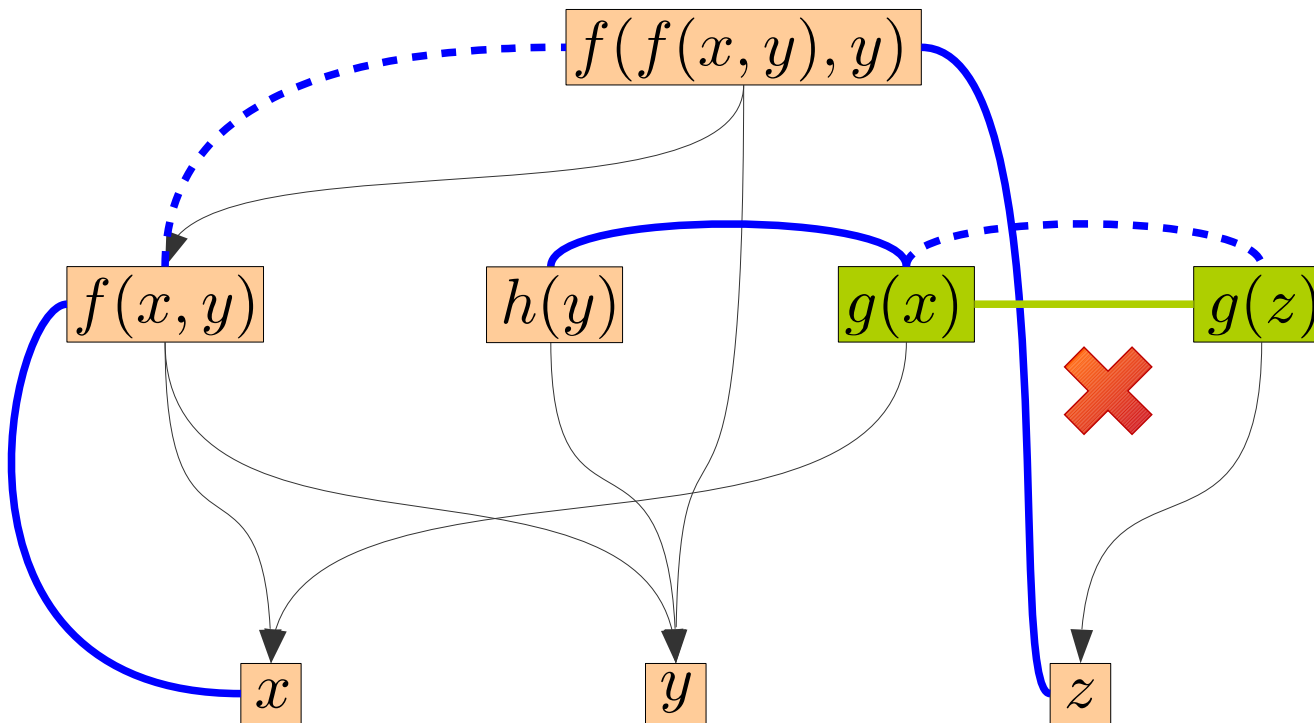 f(f(x, y), y)
f(x, y)
h(y)
g(x)
g(z)
x
y
z